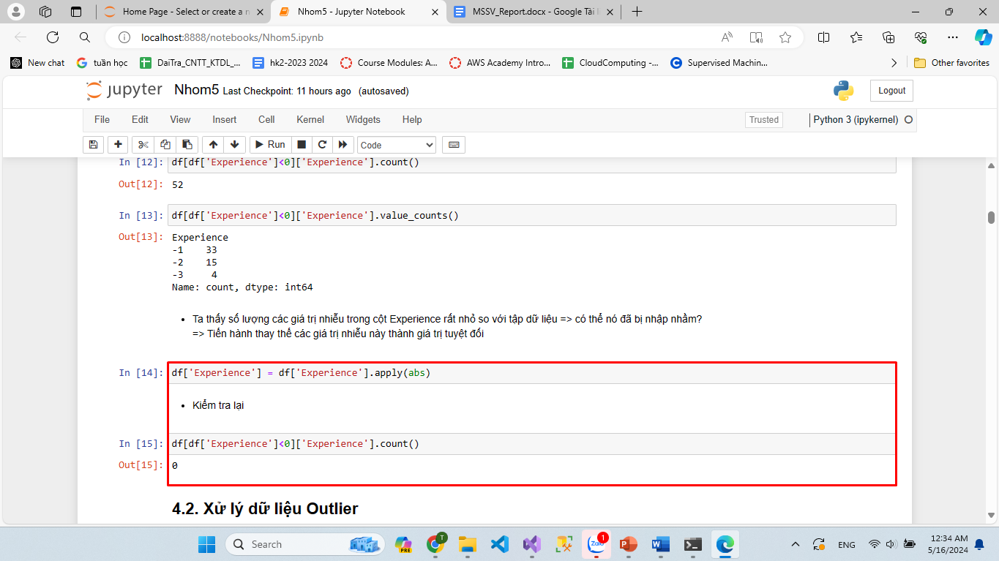 Home Page - Select or create a n
Nhom5 - Jupyter Notebook
MSSV_Report.docx - Google Tài l
localhost:8888/notebooks/Nhom5.ipynb
New chat
tuần học
DaiTra_CNTT_KTDL_...
hk2-2023 2024
Course Modules: A...
AWS Academy Intro...
CloudComputing -...
Supervised Machin...
Other favorites
jupyter Nhom5 Last Checkpoint: 11 hours ago (autosaved)
Logout
File Edit View Insert Cell Kernel Widgets Help
Trusted
Python 3 (ipykernel)
Run
Code
In [12]: df[df['Experience']<0]['Experience'].count()
Out[12]: 52
In [13]: df[df['Experience']<0]['Experience'].value_counts()
Out[13]: Experience
-1    33
-2    15
-3     4
Name: count, dtype: int64
• Ta thấy số lượng các giá trị nhiễu trong cột Experience rất nhỏ so với tập dữ liệu => có thể nó đã bị nhập nhầm?
=> Tiến hành thay thế các giá trị nhiễu này thành giá trị tuyệt đối
In [14]: df['Experience'] = df['Experience'].apply(abs)
• Kiểm tra lại
In [15]: df[df['Experience']<0]['Experience'].count()
Out[15]: 0
4.2. Xử lý dữ liệu Outlier
Search
PRE
T
Zalo
1
ENG
12:34 AM
5/16/2024